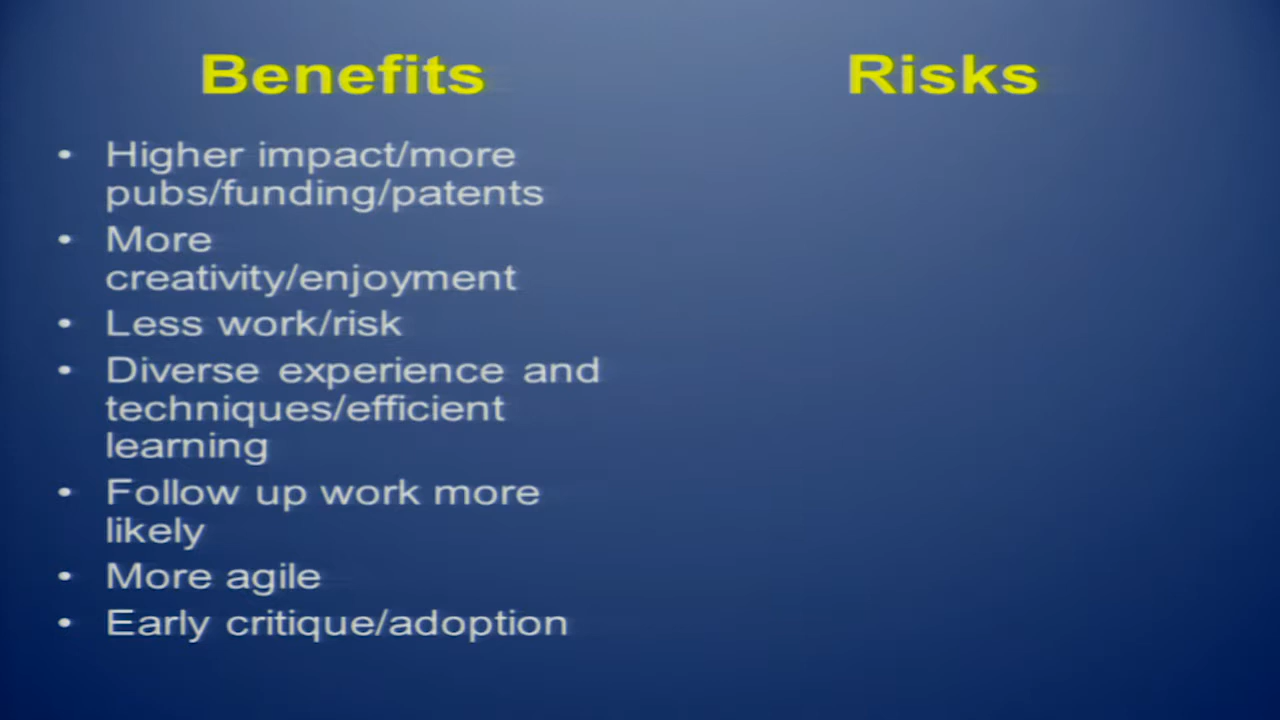 Benefits
Risks
• Higher impact/more
pubs/funding/patents
• More
creativity/enjoyment
• Less work/risk
• Diverse experience and
techniques/efficient
learning
• Follow up work more
likely
• More agile
• Early critique/adoption